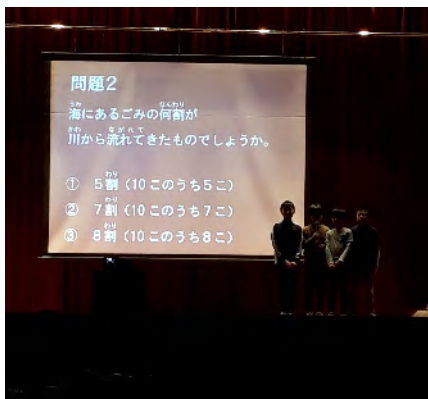 問題2
海にあるごみの何割が
川から流れてきたものでしょうか。
① 5割（10このうち5こ）
② 7割（10このうち7こ）
③ 8割（10このうち8こ）